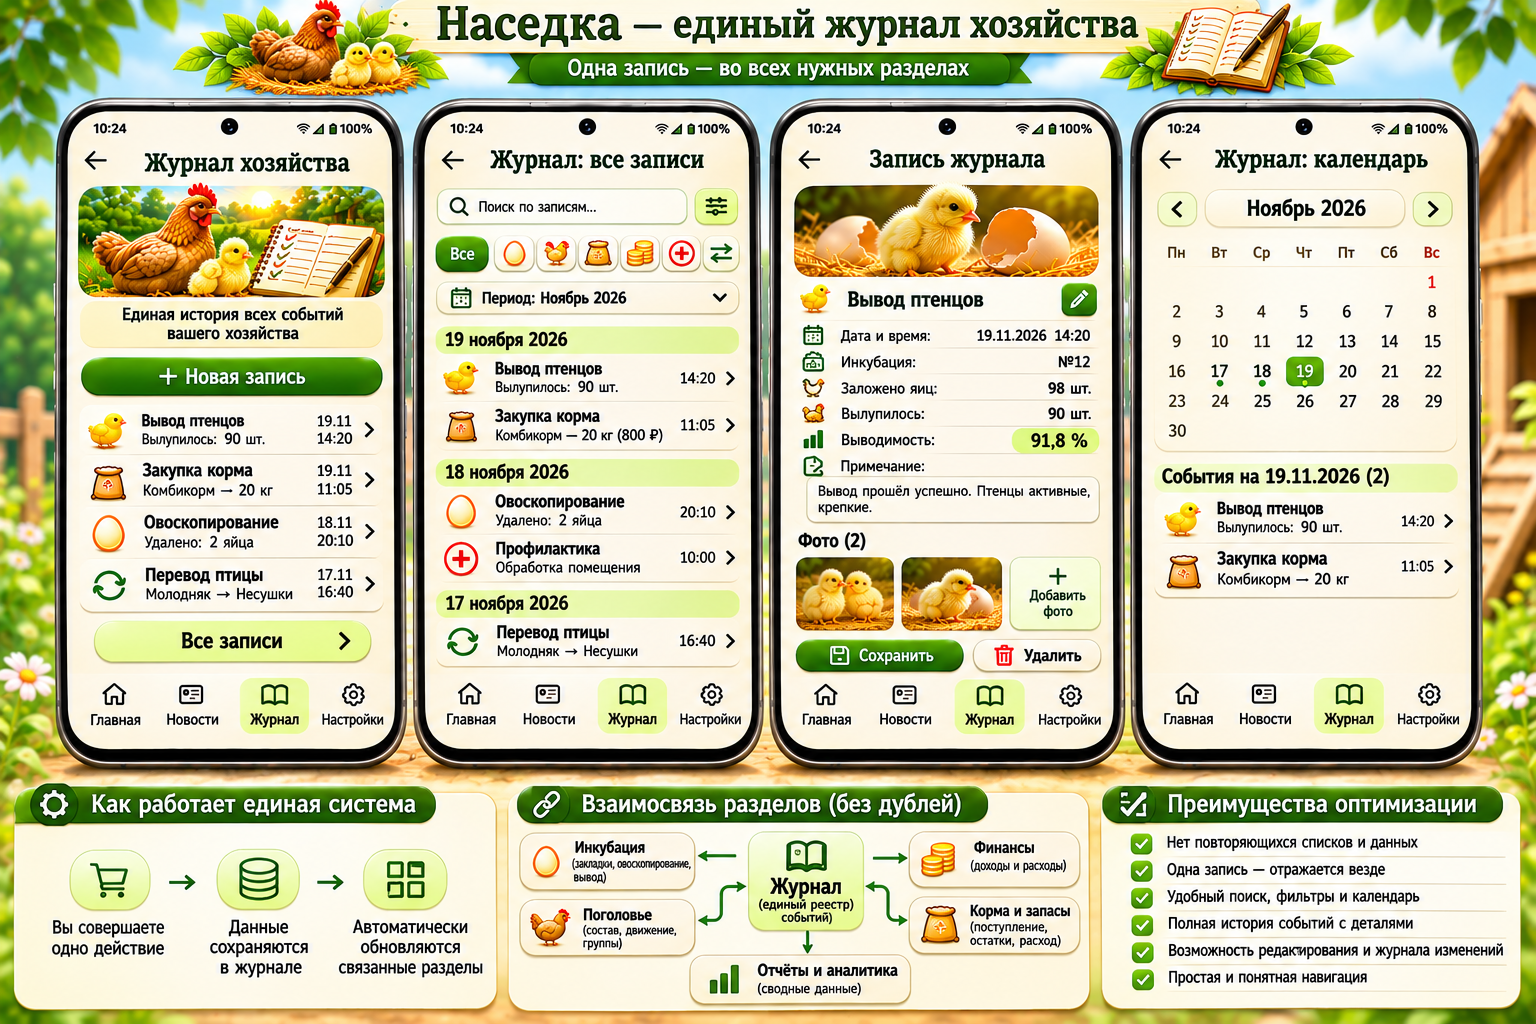 Наседка — единый журнал хозяйства
Одна запись — во всех нужных разделах
10:24
100%
Журнал хозяйства
Единая история всех событий
вашего хозяйства
+ Новая запись
Вывод птенцов
Вылупилось: 90 шт.
19.11
14:20
Закупка корма
Комбикорм — 20 кг
19.11
11:05
Овоскопирование
Удалено: 2 яйца
18.11
20:10
Перевод птицы
Молодняк → Несушки
17.11
16:40
Все записи
Главная
Новости
Журнал
Настройки
10:24
100%
Журнал: все записи
Поиск по записям...
Все
Период: Ноябрь 2026
19 ноября 2026
Вывод птенцов
Вылупилось: 90 шт.
14:20
Закупка корма
Комбикорм — 20 кг (800 ₽)
11:05
18 ноября 2026
Овоскопирование
Удалено: 2 яйца
20:10
Профилактика
Обработка помещения
10:00
17 ноября 2026
Перевод птицы
Молодняк → Несушки
16:40
Главная
Новости
Журнал
Настройки
10:24
100%
Запись журнала
Вывод птенцов
Дата и время: 19.11.2026 14:20
Инкубация: №12
Заложено яиц: 98 шт.
Вылупилось: 90 шт.
Выводимость: 91,8 %
Примечание:
Вывод прошёл успешно. Птенцы активные,
крепкие.
Фото (2)
+
Добавить
фото
Сохранить
Удалить
Главная
Новости
Журнал
Настройки
10:24
100%
Журнал: календарь
Ноябрь 2026
Пн Вт Ср Чт Пт Сб Вс
1
2 3 4 5 6 7 8
9 10 11 12 13 14 15
16 17 18 19 20 21 22
23 24 25 26 27 28 29
30
События на 19.11.2026 (2)
Вывод птенцов
Вылупилось: 90 шт.
14:20
Закупка корма
Комбикорм — 20 кг
11:05
Главная
Новости
Журнал
Настройки
Как работает единая система
Вы совершаете
одно действие
Данные
сохраняются
в журнале
Автоматически
обновляются
связанные разделы
Взаимосвязь разделов (без дублей)
Инкубация
(закладки, овоскопирование,
вывод)
Поголовье
(состав, движение,
группы)
Журнал
(единый реестр)
событий)
Финансы
(доходы и расходы)
Корма и запасы
(поступление,
остатки, расход)
Отчёты и аналитика
(сводные данные)
Преимущества оптимизации
Нет повторяющихся списков и данных
Одна запись — отражается везде
Удобный поиск, фильтры и календарь
Полная история событий с деталями
Возможность редактирования и журнала изменений
Простая и понятная навигация